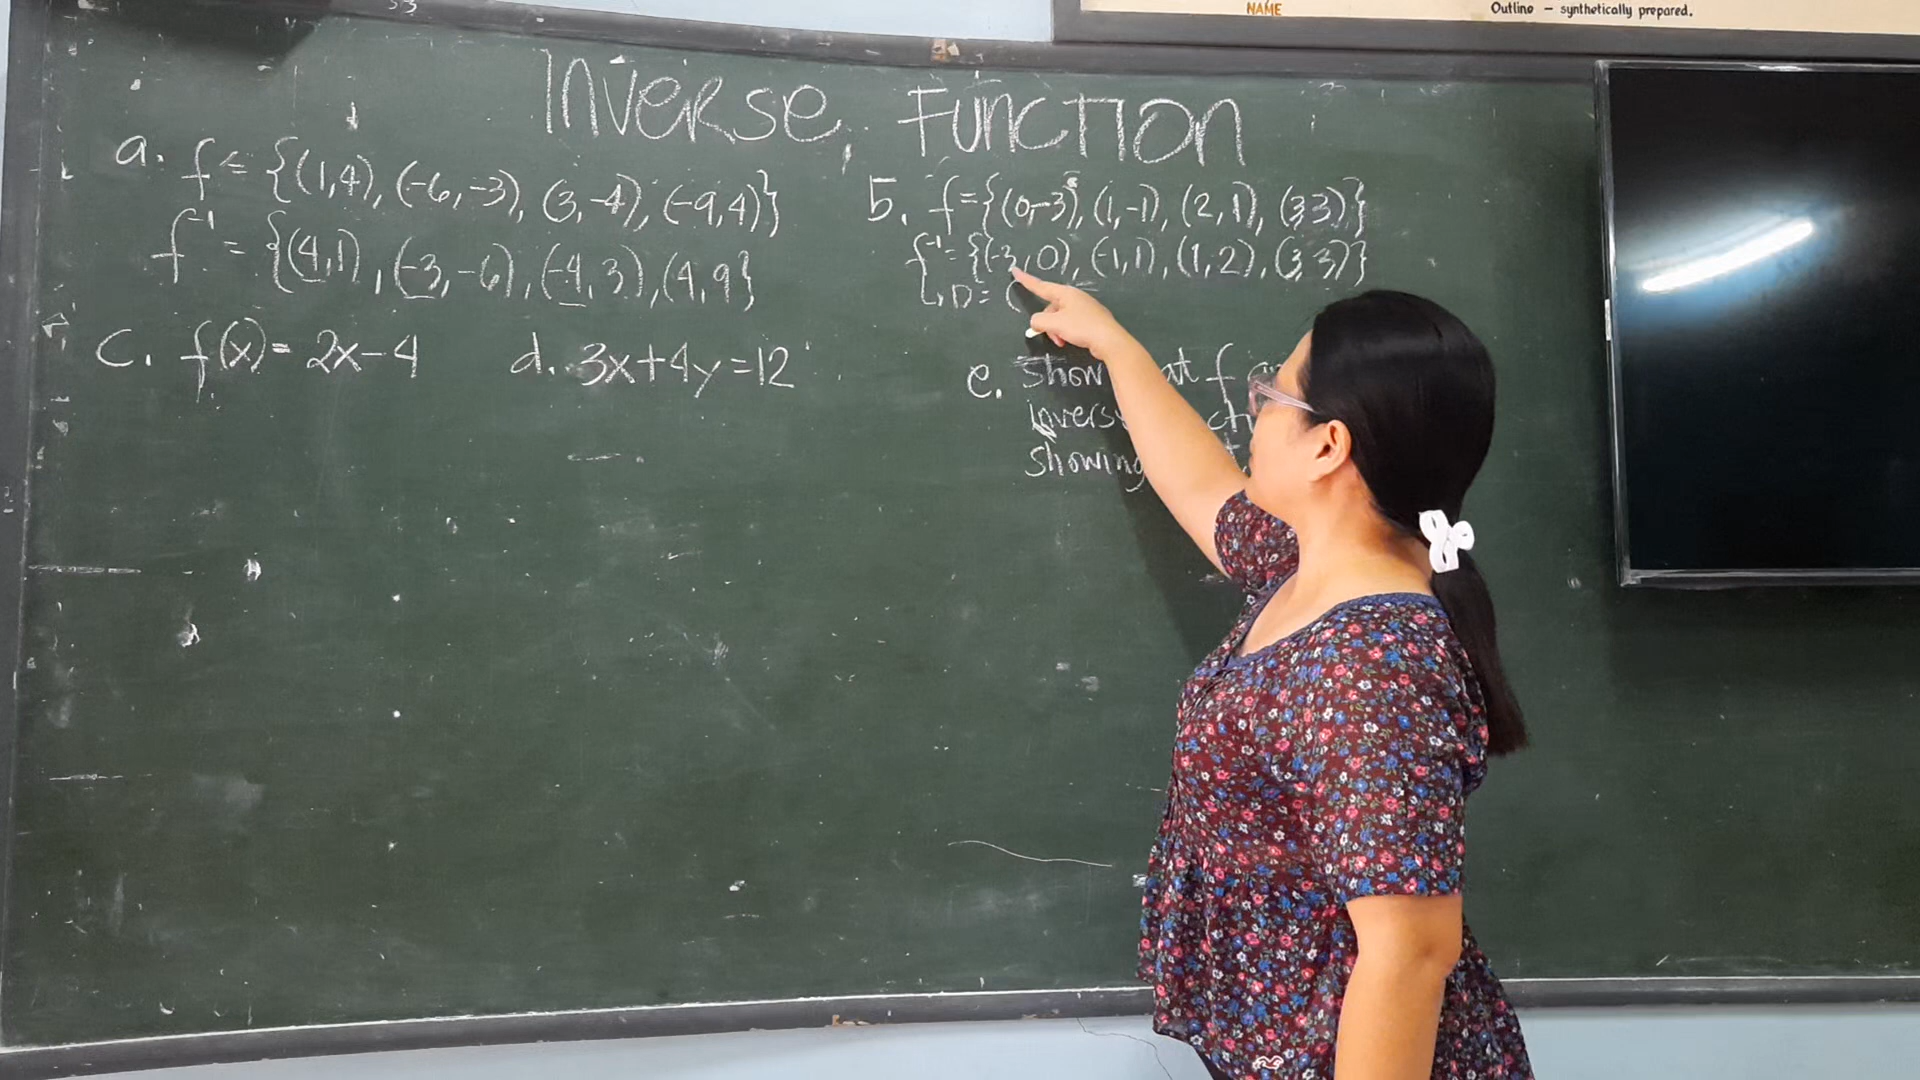 NAME
Outline – synthetically prepared.
Inverse Function
a. f = {(1,4), (-6,-3), (3,-4), (-9,4)}
f⁻¹ = {(4,1), (-3,-6), (-4,3), (4,9}
5. f = {(0,-3), (1,-1), (2,1), (3,3)}
f⁻¹ = {(-3,0), (-1,1), (1,2), (3,3)}
D = (
c. f(x) = 2x-4
d. 3x+4y=12
e. Show at f
showing